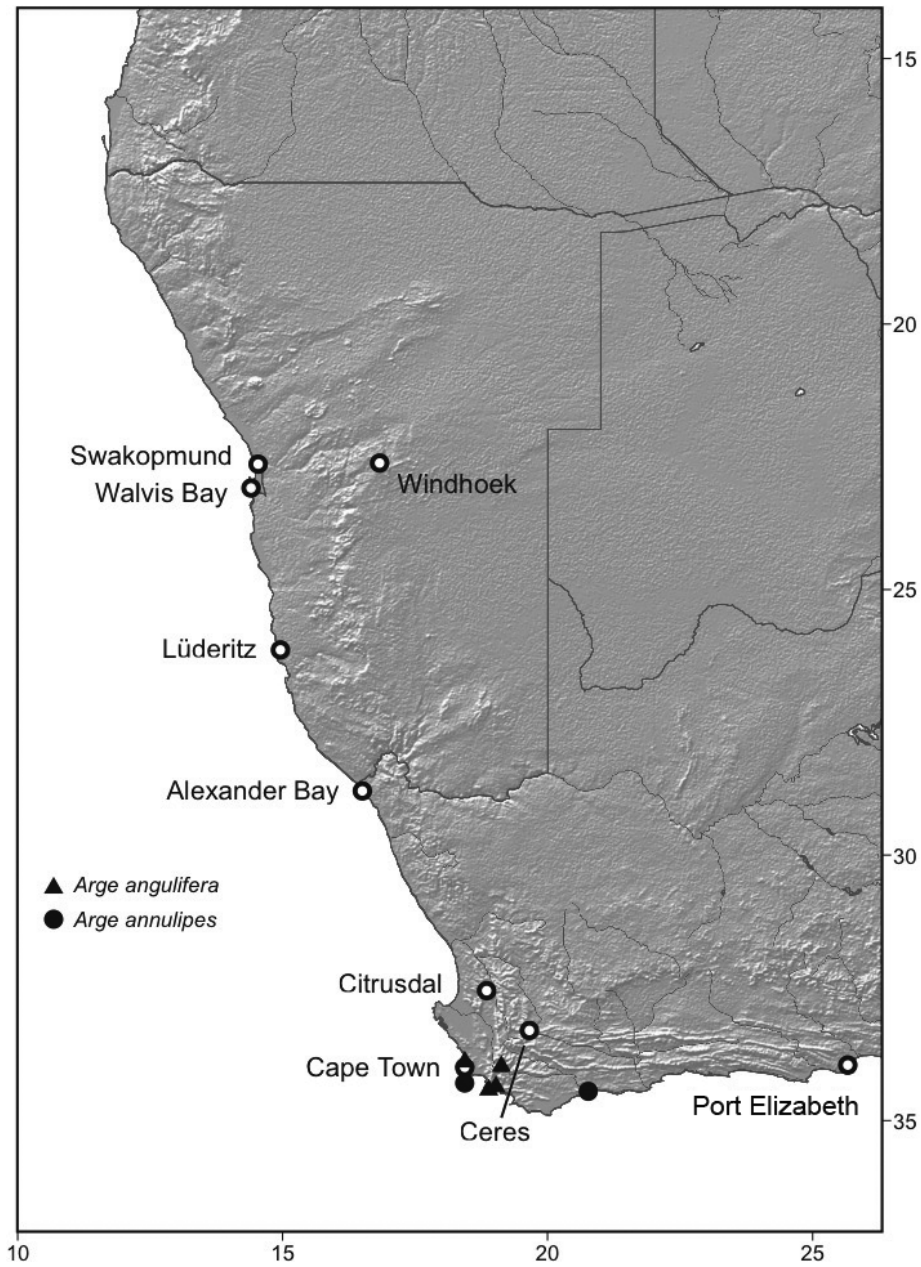 15
20
Swakopmund
Walvis Bay
Windhoek
25
Lüderitz
Alexander Bay
30
Arge angulifera
Arge annulipes
Citrusdal
Cape Town
Port Elizabeth
Ceres
35
10
15
20
25